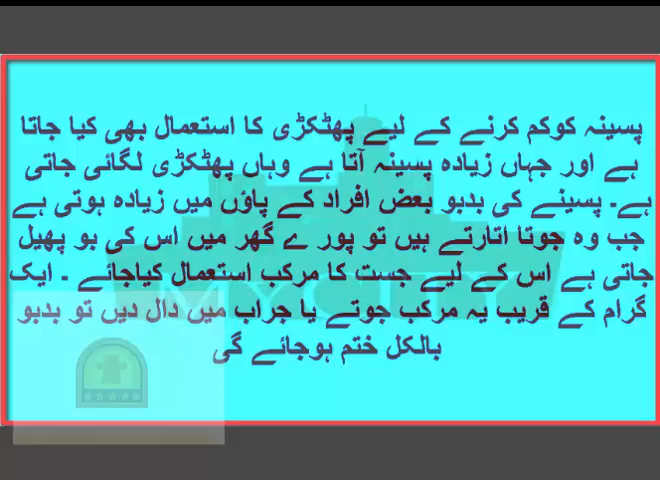 پسینہ کوکم کرنے کے لیے پھٹکڑی کا استعمال بھی کیا جاتا
ہے اور جہاں زیادہ پسینہ آتا ہے وہاں پھٹکڑی لگائی جاتی
ہے۔ پسینے کی بدبو بعض افراد کے پاؤں میں زیادہ ہوتی ہے
جب وہ جوتا اتارتے ہیں تو پور ے گھر میں اس کی بو پھیل
جاتی ہے اس کے لیے جست کا مرکب استعمال کیاجائے ۔ ایک
گرام کے قریب یہ مرکب جوتے یا جراب میں دال دیں تو بدبو
بالکل ختم ہوجائے گی
MYCITY